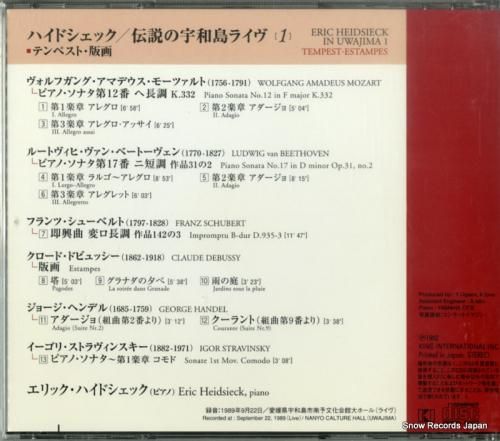 ハイドシェック/伝説の宇和島ライヴ [1]
■テンペスト・版画
ERIC HEIDSIECK
IN UWAJIMA 1
TEMPEST-ESTAMPES
ヴォルフガング・アマデウス・モーツァルト (1756-1791) WOLFGANG AMADEUS MOZART
ピアノ・ソナタ第12番 ヘ長調 K.332 Piano Sonata No.12 in F major K.332
1 第1楽章 アレグロ [6'58"] 2 第2楽章 アダージョ [5'04"]
I. Allegro II. Adagio
3 第3楽章 アレグロ・アッサイ [6'25"]
III. Allegro assai
ルートヴィヒ・ヴァン・ベートーヴェン (1770-1827) LUDWIG van BEETHOVEN
ピアノ・ソナタ第17番 ニ短調 作品31の2 Piano Sonata No.17 in D minor Op.31, no.2
4 第1楽章 ラルゴ〜アレグロ [8'53"] 5 第2楽章 アダージョ [8'15"]
I. Largo-Allegro II. Adagio
6 第3楽章 アレグレット [6'03"]
III. Allegretto
フランツ・シューベルト (1797-1828) FRANZ SCHUBERT
7 即興曲 変ロ長調 作品142の3 Impromptu B-dur D.935-3 [11'47"]
クロード・ドビュッシー (1862-1918) CLAUDE DEBUSSY
版画 Estampes
8 塔 [5'03"] 9 グラナダの夕べ [5'38"] 10 雨の庭 [3'23"]
Pagodes La soirée dans Grenade Jardins sous la pluie
ジョージ・ヘンデル (1685-1759) GEORGE HANDEL
11 アダージョ (組曲第2番より) [3'12"] 12 クーラント (組曲第9番より) [3'38"]
Adagio (Suite Nr.2) Courante (Suite Nr.9)
イーゴリ・ストラヴィンスキー (1882-1971) IGOR STRAVINSKY
13 ピアノ・ソナタ〜第1楽章 コモド Sonate 1st Mov. Comodo [3'08"]
エリック・ハイドシェック (ピアノ) Eric Heidsieck, piano
録音:1989年9月22日/愛媛県宇和島市南予文化会館大ホール (ライヴ)
Recorded at : September 22, 1989 (Live) / NANYO CALTURE HALL (UWAJIMA)
Piano : YAMAHA CFⅢ
Ⓟ 1992
KING INTERNATIONAL INC
Printed in Japan.
COMPACT
disc
Snow Records Japan